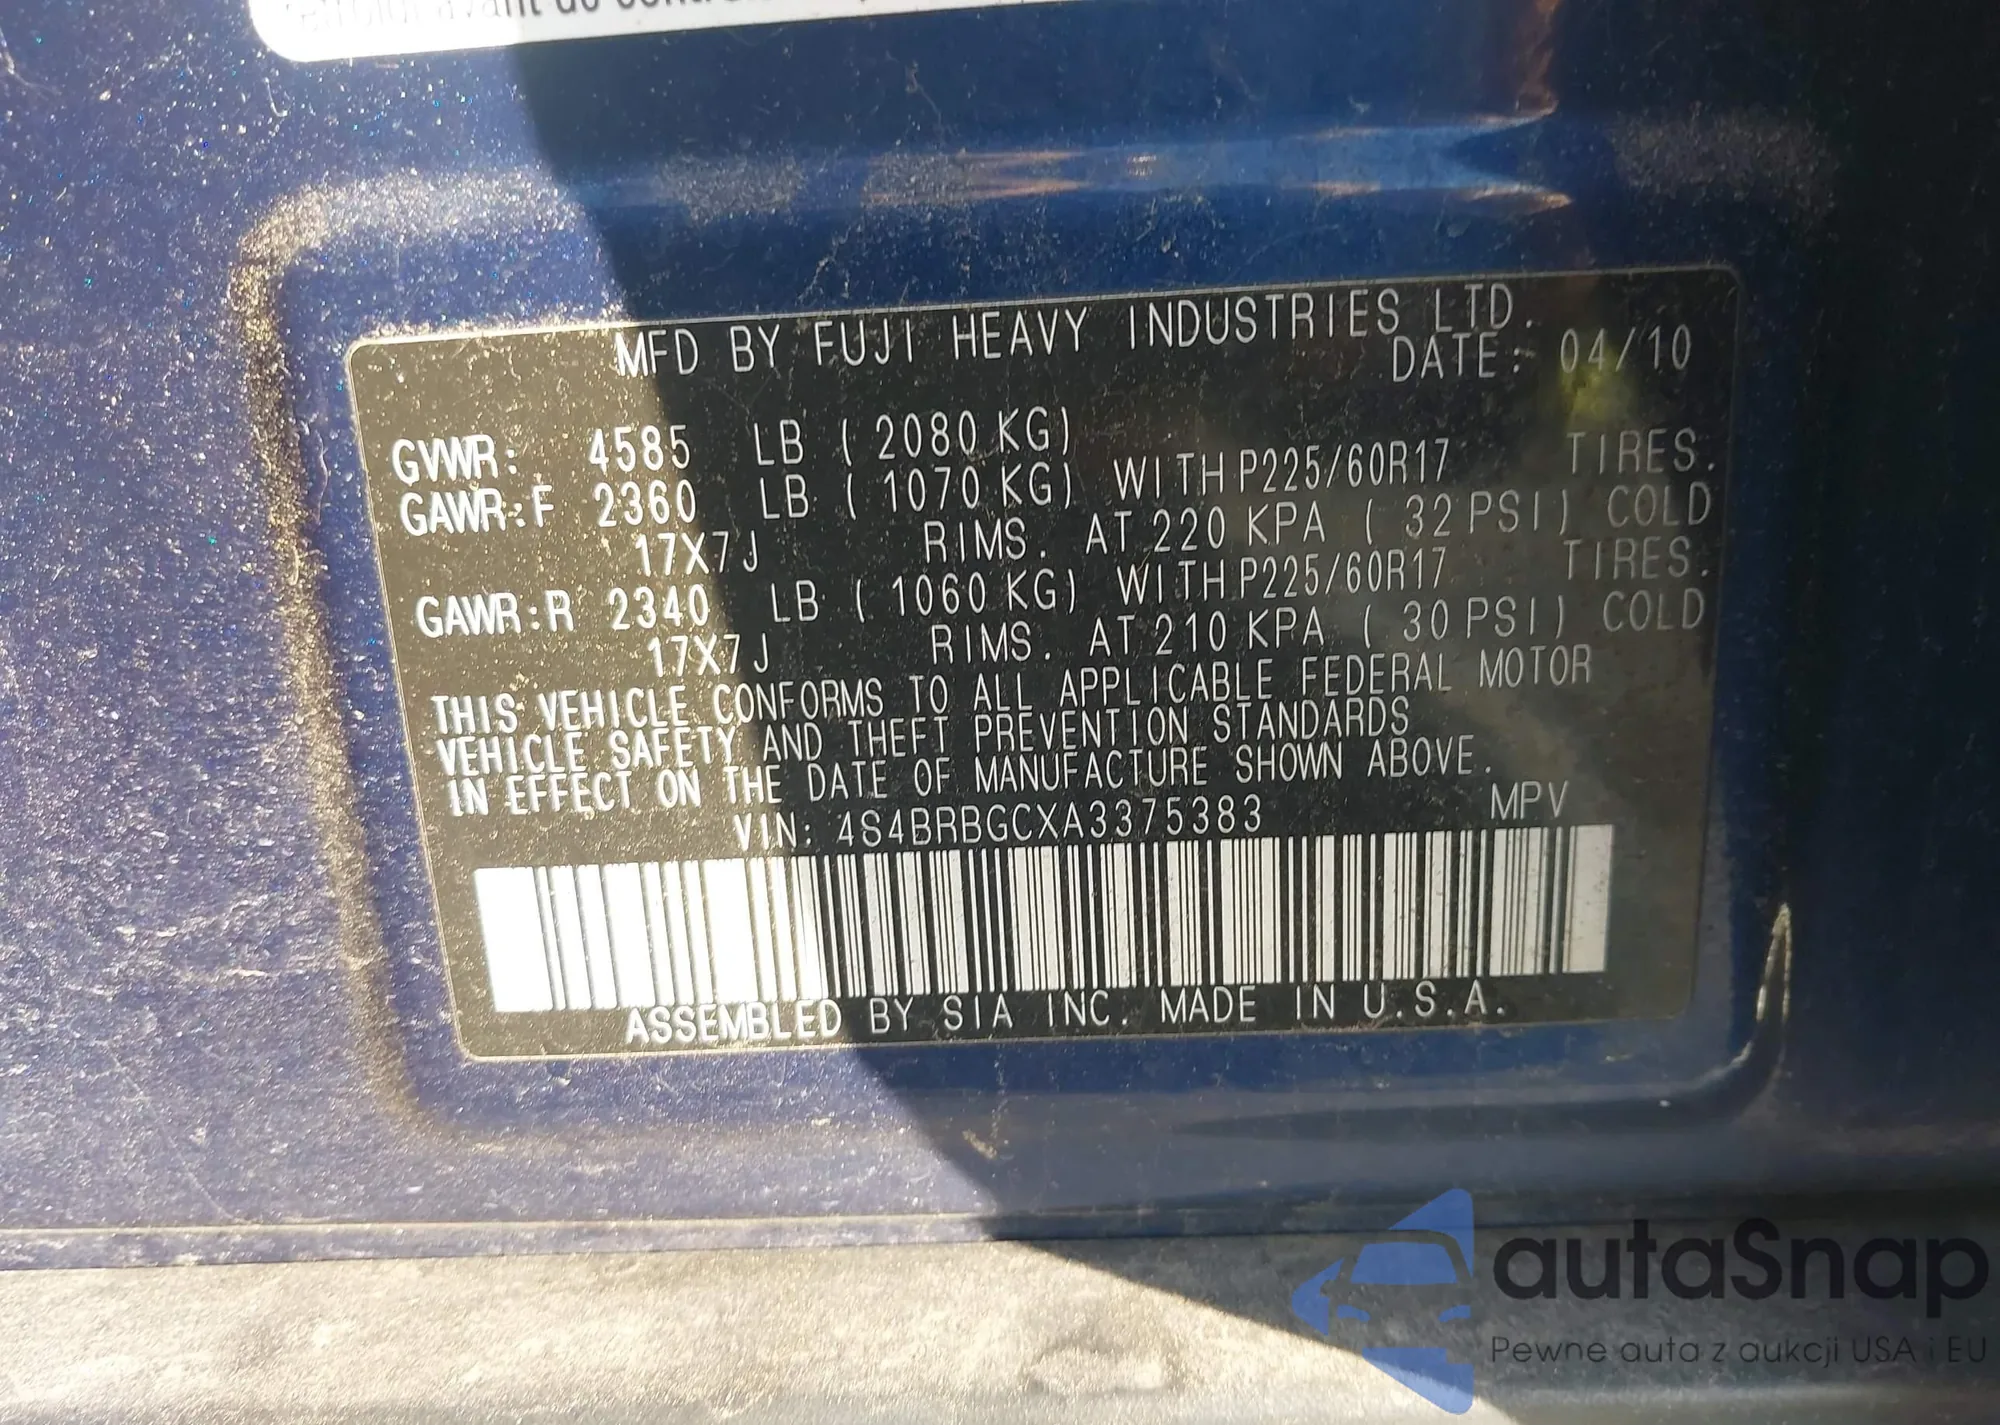 avant de
MFD BY FUJI HEAVY INDUSTRIES LTD.
DATE: 04/10
GVWR: 4585 LB ( 2080 KG)
GAWR:F 2360 LB ( 1070 KG) WITH P225/60R17 TIRES.
17X7J RIMS. AT 220 KPA ( 32 PSI) COLD
GAWR:R 2340 LB ( 1060 KG) WITH P225/60R17 TIRES.
17X7J RIMS. AT 210 KPA ( 30 PSI) COLD
THIS VEHICLE CONFORMS TO ALL APPLICABLE FEDERAL MOTOR
VEHICLE SAFETY AND THEFT PREVENTION STANDARDS
IN EFFECT ON THE DATE OF MANUFACTURE SHOWN ABOVE.
VIN: 4S4BRBGCXA3375383 MPV
ASSEMBLED BY SIA INC. MADE IN U.S.A.
autaSnap
Pewne auta z aukcji USA i EU